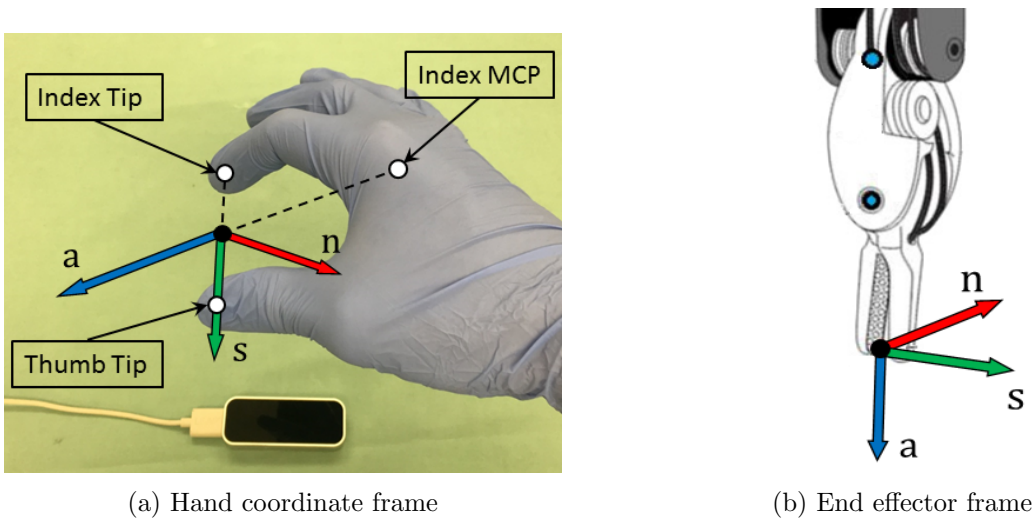 Index Tip
Index MCP
a
n
s
Thumb Tip
n
s
a
(a) Hand coordinate frame
(b) End effector frame